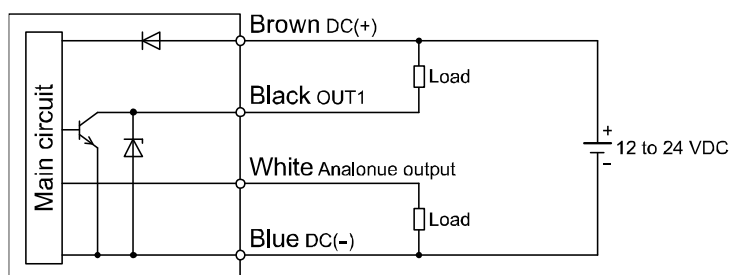 Brown DC(+)
Load
Black OUT1
Main circuit
White Analonue output
+
12 to 24 VDC
-
Load
Blue DC(-)